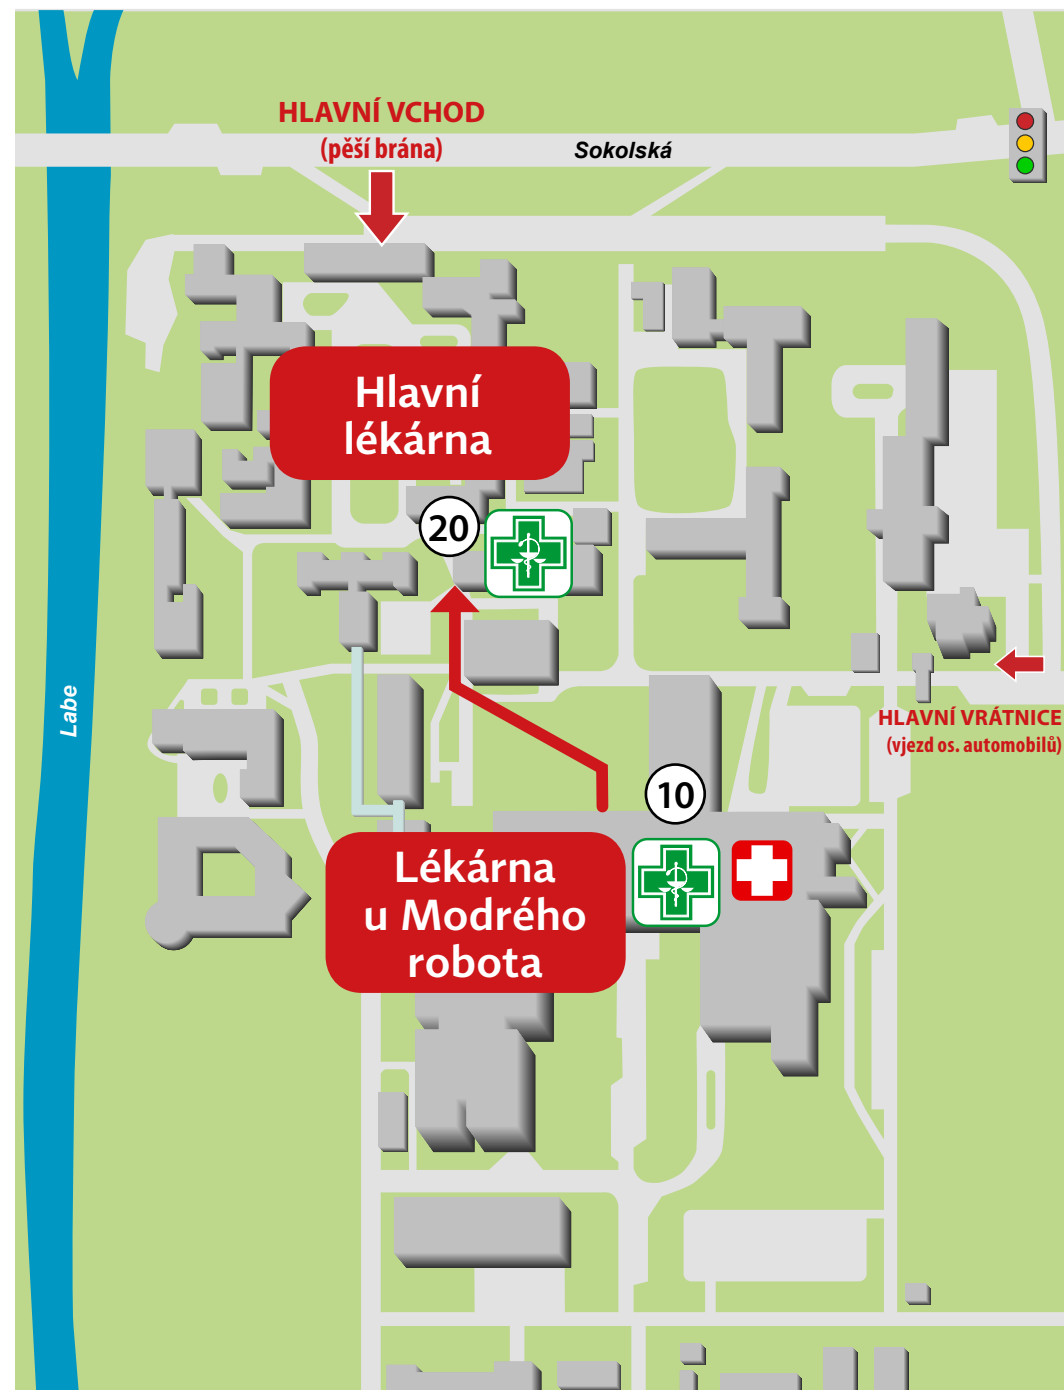 HLAVNÍ VCHOD
(pěší brána)
Sokolská
Hlavní
lékárna
20
Labe
HLAVNÍ VRÁTNICE
(vjezd os. automobilů)
10
Lékárna
u Modrého
robota